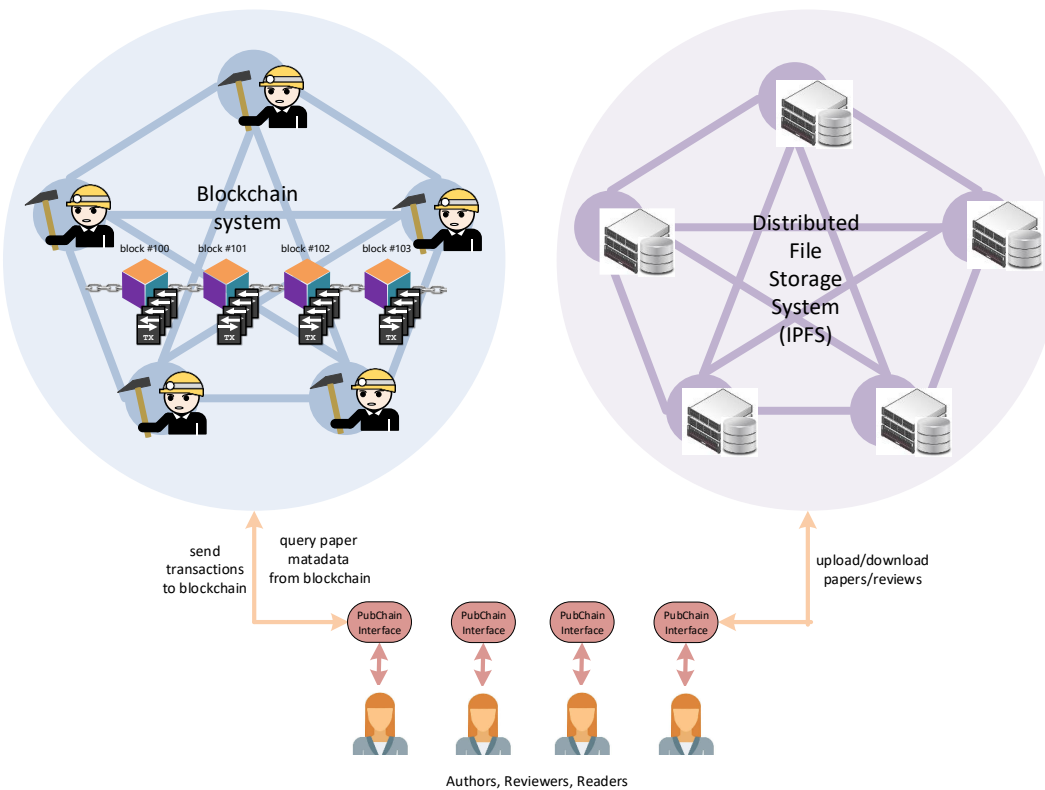 Blockchain
system
block #100
block #101
block #102
block #103
TX
TX
TX
TX
Distributed
File
Storage
System
(IPFS)
send
transactions
to blockchain
query paper
matadata
from blockchain
upload/download
papers/reviews
PubChain
Interface
PubChain
Interface
PubChain
Interface
PubChain
Interface
Authors, Reviewers, Readers